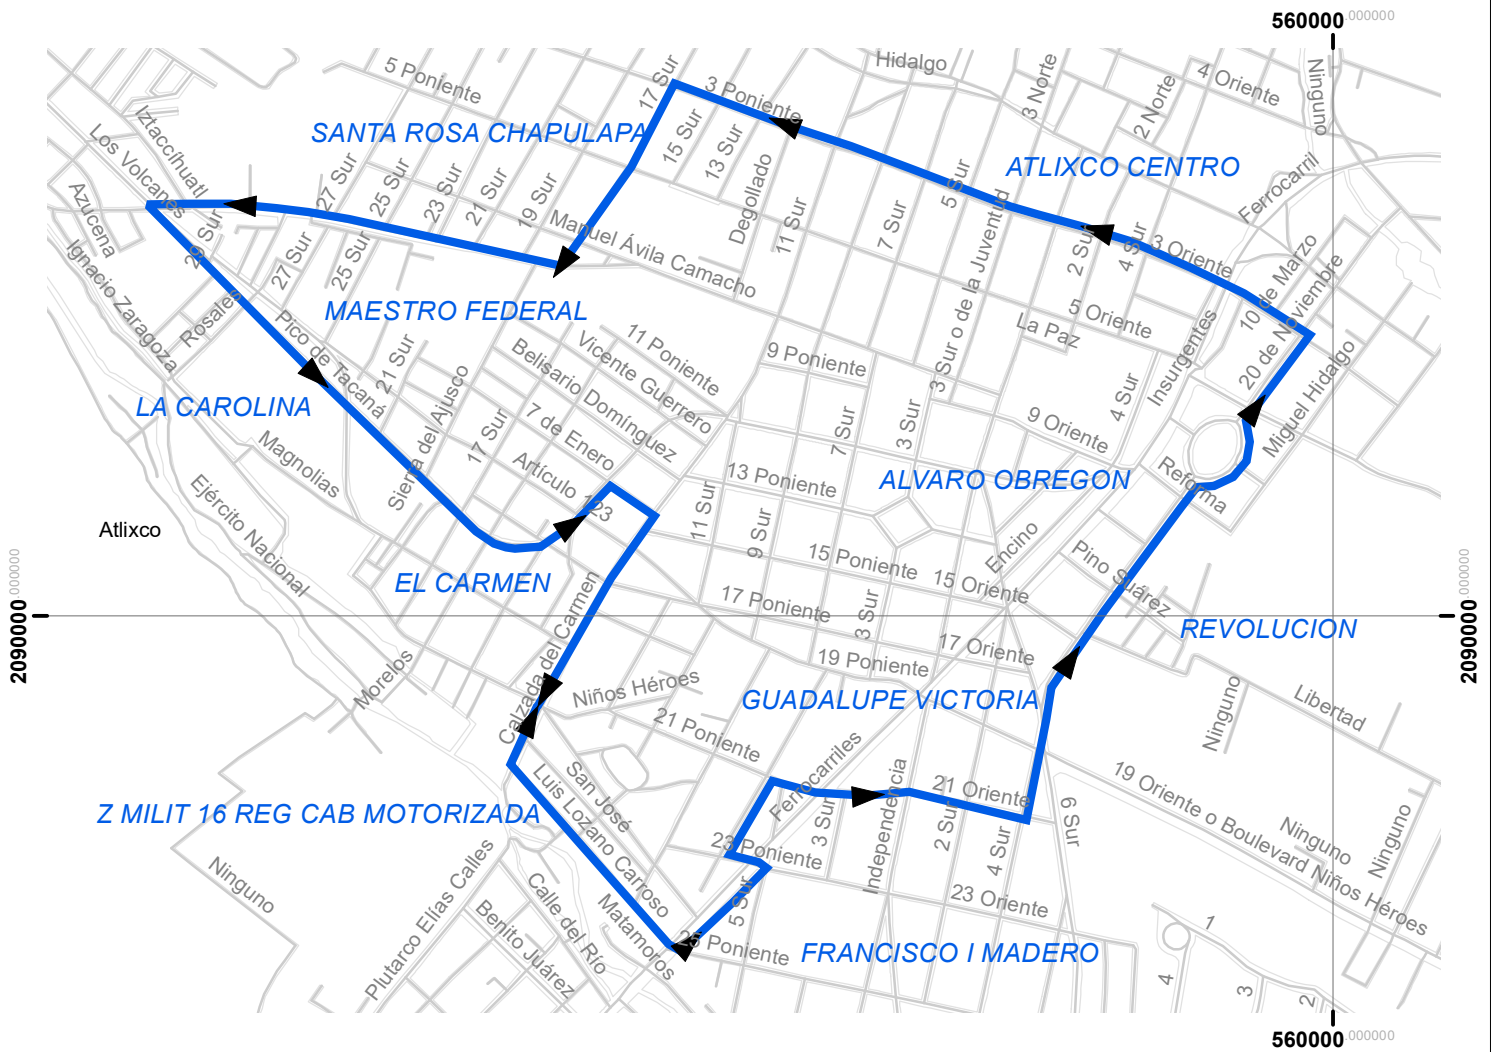 560000.000000
Hidalgo
5 Poniente
17 Sur
3 Poniente
3 Norte
2 Norte
4 Oriente
Ninguno
Iztaccíhuatl
Los Volcanes
SANTA ROSA CHAPULAPA
15 Sur
13 Sur
ATLIXCO CENTRO
Ferrocarril
Azucena
27 Sur
25 Sur
23 Sur
21 Sur
19 Sur
Degollado
11 Sur
7 Sur
5 Sur
3 Sur o de la Juventud
2 Sur
4 Sur
3 Oriente
10 de Marzo
20 de Noviembre
Ignacio Zaragoza
29 Sur
27 Sur
25 Sur
Manuel Ávila Camacho
MAESTRO FEDERAL
Rosales
Pico de Tacaná
21 Sur
Belisario Domínguez
Vicente Guerrero
11 Poniente
9 Poniente
La Paz
5 Oriente
Insurgentes
Miguel Hidalgo
LA CAROLINA
Sierra del Ajusco
17 Sur
7 de Enero
Artículo 123
7 Sur
3 Sur
4 Sur
9 Oriente
Magnolias
13 Poniente
ALVARO OBREGON
Reforma
Ejército Nacional
Atlixco
11 Sur
9 Sur
15 Poniente
15 Oriente
Encino
Pino Suárez
EL CARMEN
17 Poniente
3 Sur
17 Oriente
REVOLUCION
2090000.000000
2090000.000000
Calzada del Carmen
Morelos
Niños Héroes
19 Poniente
GUADALUPE VICTORIA
21 Poniente
Ninguno
Libertad
Ferrocarriles
Independencia
21 Oriente
19 Oriente o Boulevard Niños Héroes
San José
Luis Lozano Carroso
Z MILIT 16 REG CAB MOTORIZADA
3 Sur
2 Sur
4 Sur
6 Sur
Ninguno
Ninguno
23 Poniente
23 Oriente
Ninguno
Plutarco Elías Calles
Calle del Río
Benito Juárez
Matamoros
5 Sur
25 Poniente
FRANCISCO I MADERO
1
4
3
2
560000.000000